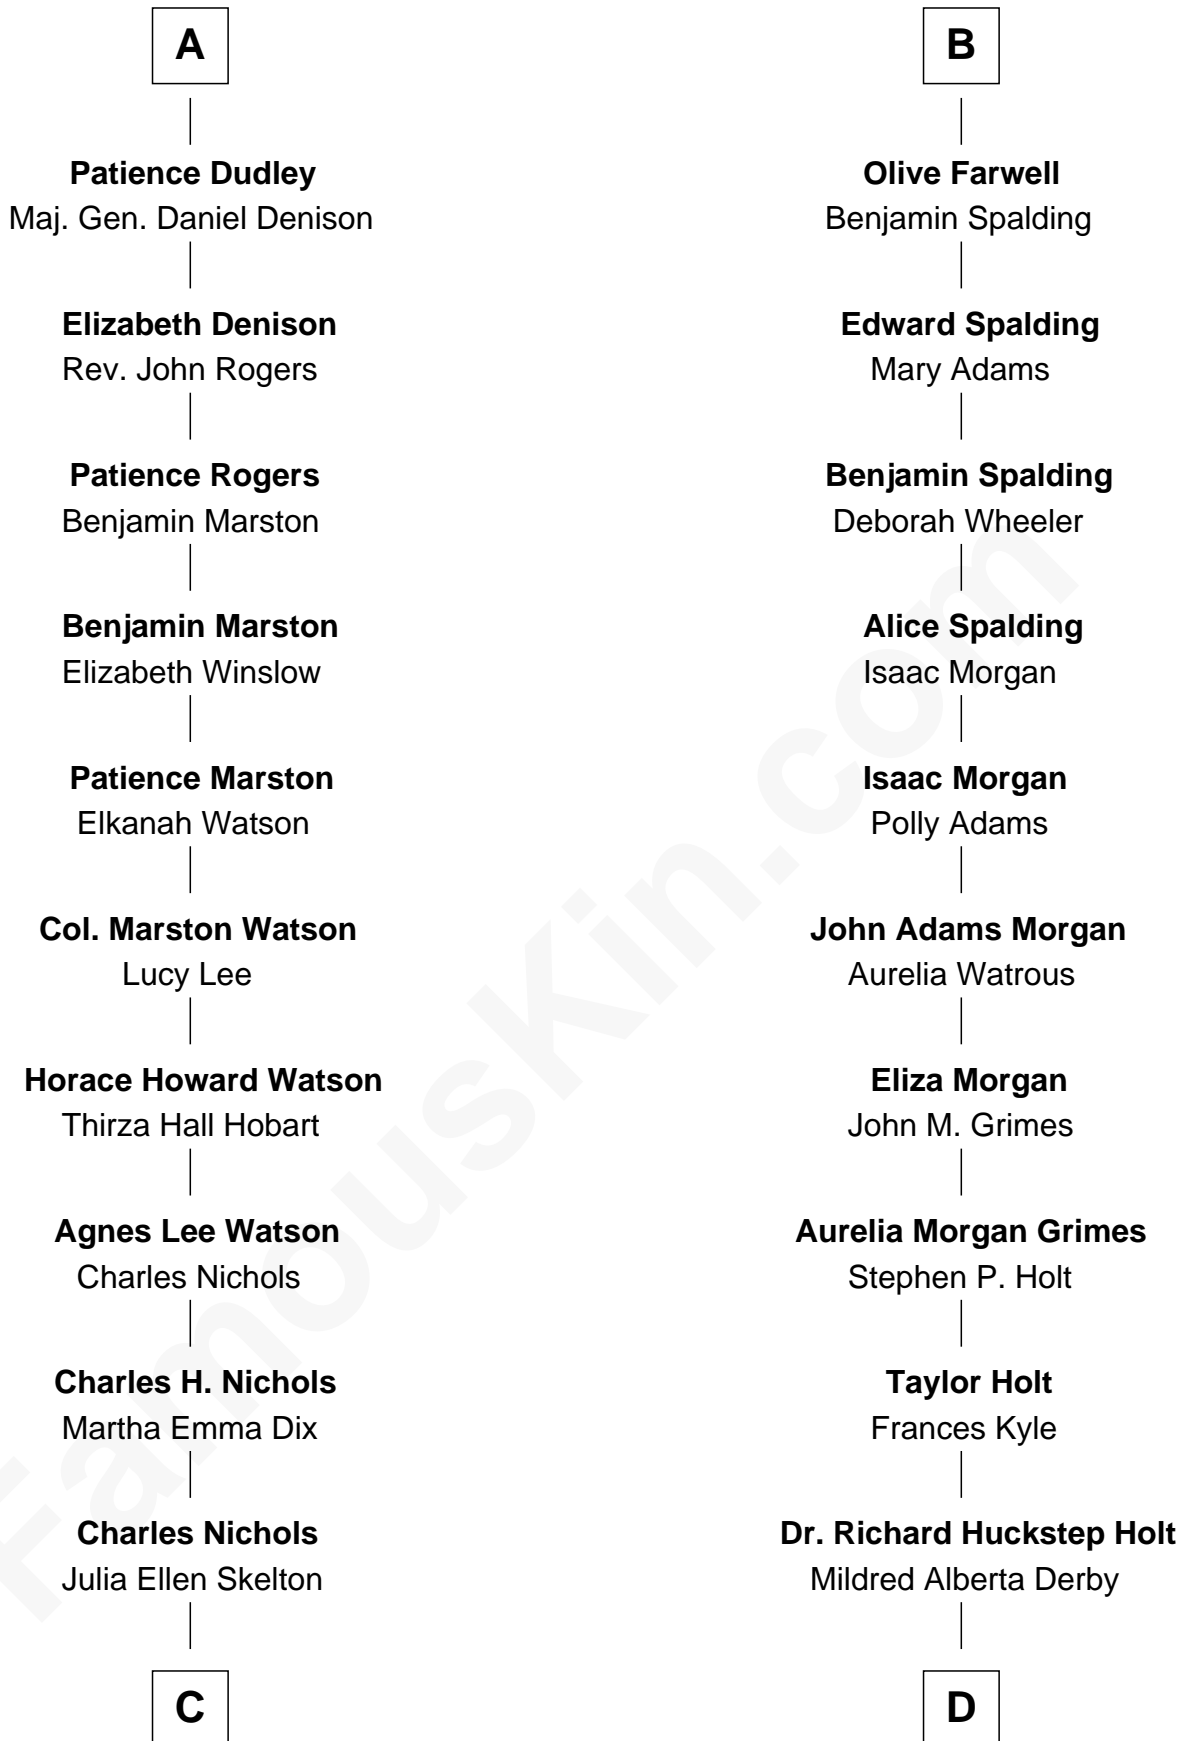 A
Patience Dudley
Maj. Gen. Daniel Denison
Elizabeth Denison
Rev. John Rogers
Patience Rogers
Benjamin Marston
Benjamin Marston
Elizabeth Winslow
Patience Marston
Elkanah Watson
Col. Marston Watson
Lucy Lee
Horace Howard Watson
Thirza Hall Hobart
Agnes Lee Watson
Charles Nichols
Charles H. Nichols
Martha Emma Dix
Charles Nichols
Julia Ellen Skelton
C
B
Olive Farwell
Benjamin Spalding
Edward Spalding
Mary Adams
Benjamin Spalding
Deborah Wheeler
Alice Spalding
Isaac Morgan
Isaac Morgan
Polly Adams
John Adams Morgan
Aurelia Watrous
Eliza Morgan
John M. Grimes
Aurelia Morgan Grimes
Stephen P. Holt
Taylor Holt
Frances Kyle
Dr. Richard Huckstep Holt
Mildred Alberta Derby
D
FamousKin.com